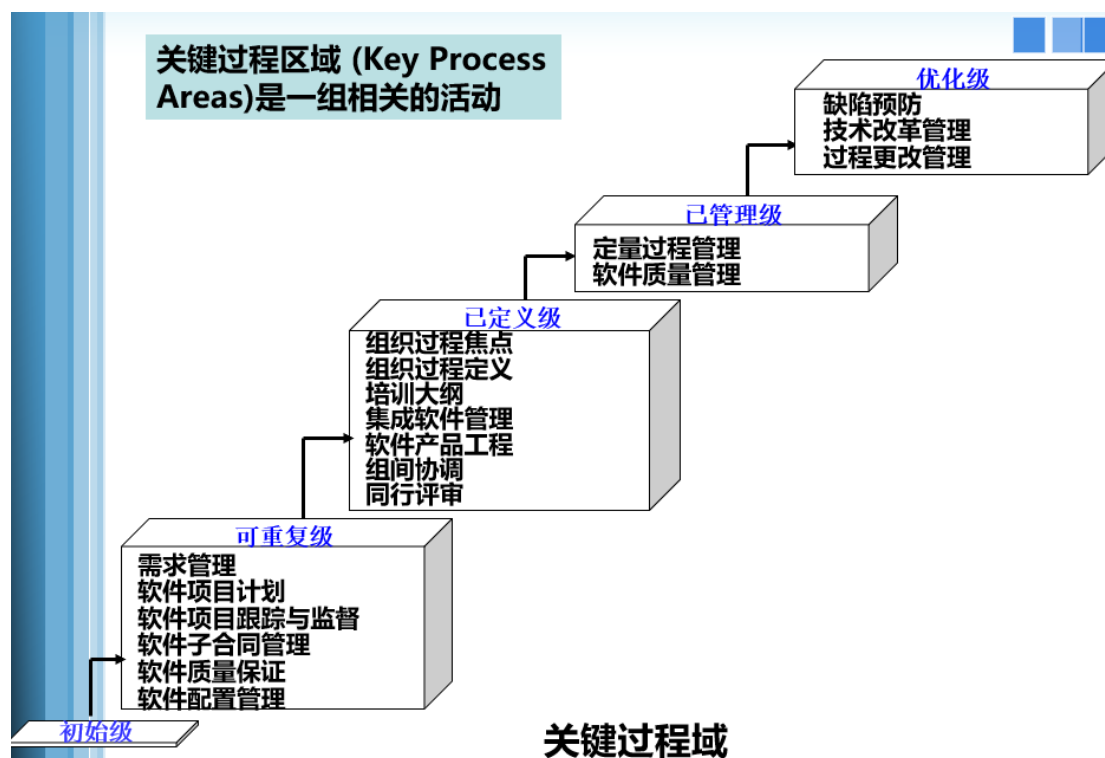 关键过程区域 (Key Process
Areas)是一组相关的活动
优化级
缺陷预防
技术改革管理
过程更改管理
已管理级
定量过程管理
软件质量管理
已定义级
组织过程焦点
组织过程定义
培训大纲
集成软件管理
软件产品工程
组间协调
同行评审
可重复级
需求管理
软件项目计划
软件项目跟踪与监督
软件子合同管理
软件质量保证
软件配置管理
初始级
关键过程域